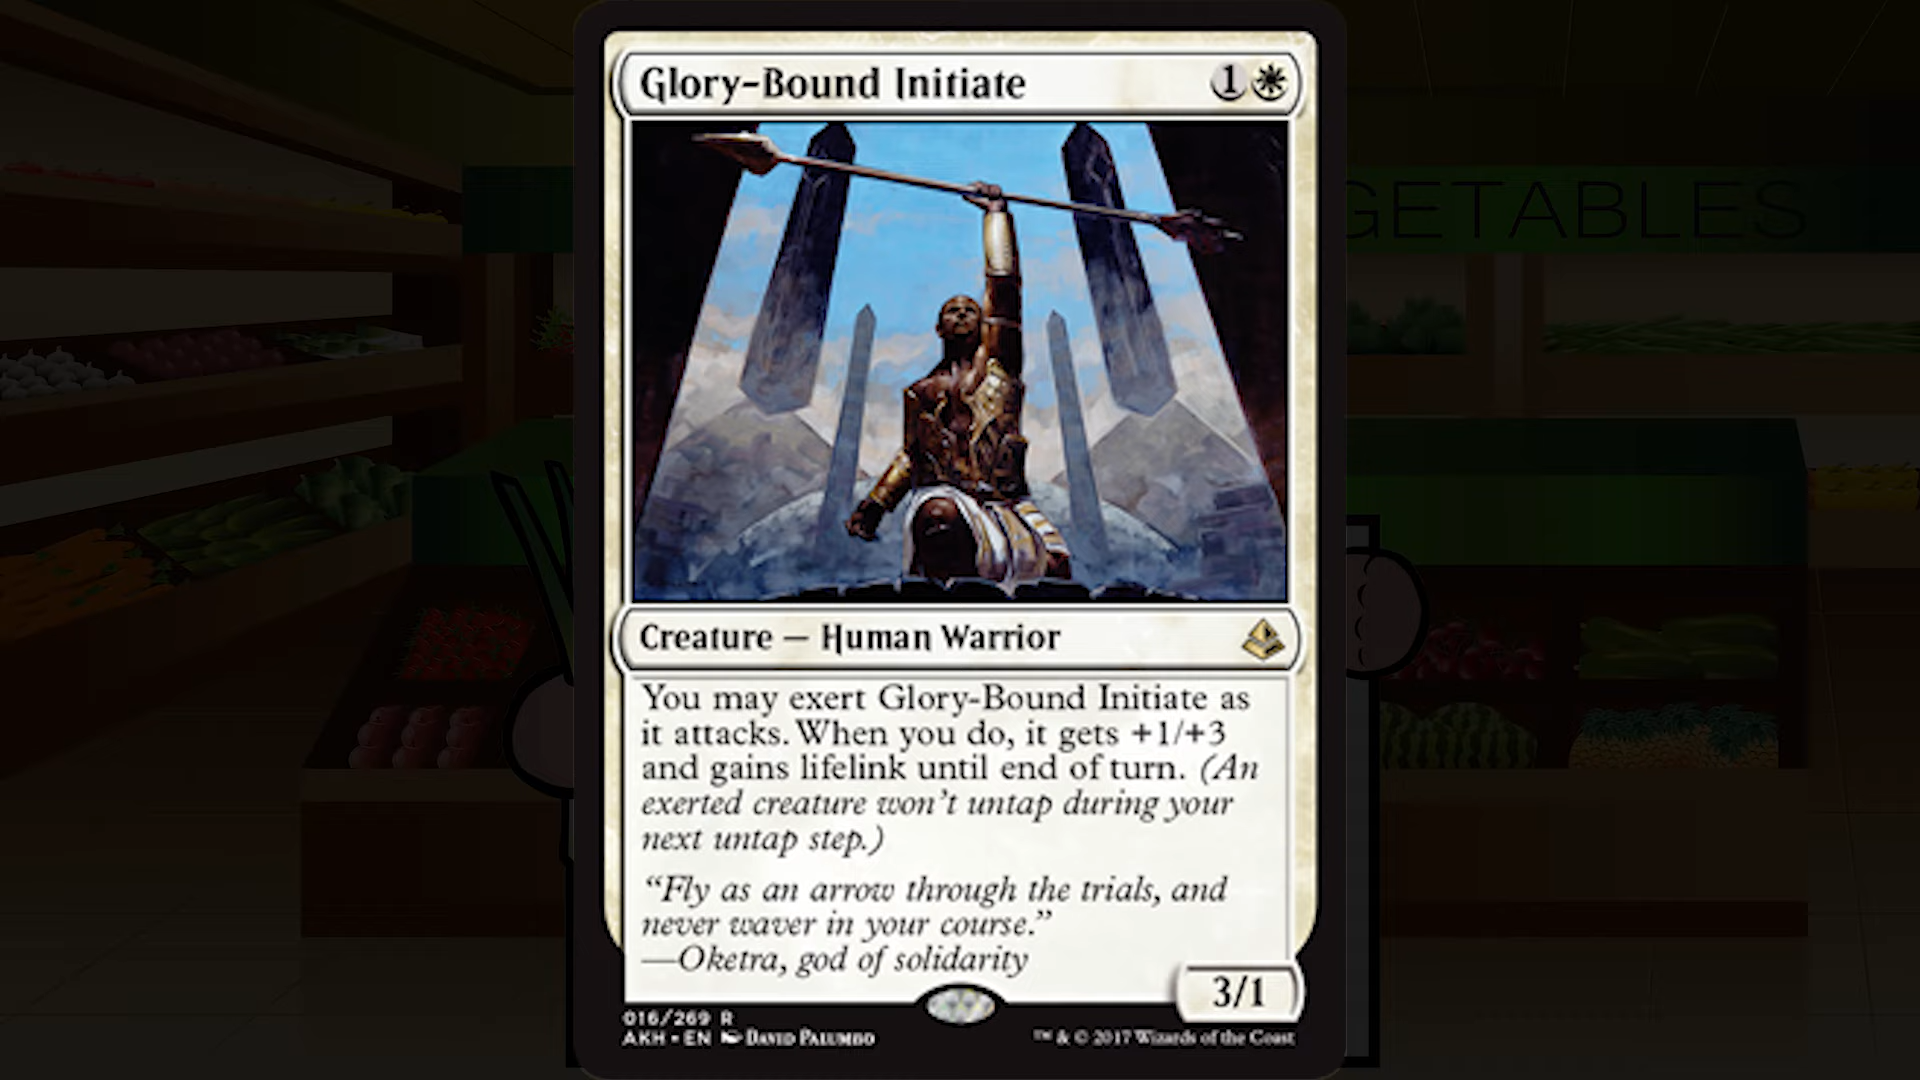 Glory-Bound Initiate 1
GETABLES
Creature — Human Warrior
You may exert Glory-Bound Initiate as
it attacks. When you do, it gets +1/+3
and gains lifelink until end of turn. (An
exerted creature won't untap during your
next untap step.)
“Fly as an arrow through the trials, and
never waver in your course.”
—Oketra, god of solidarity
3/1
016/269 R
AKH • EN DAVID PALUMBO
™ & © 2017 Wizards of the Coast